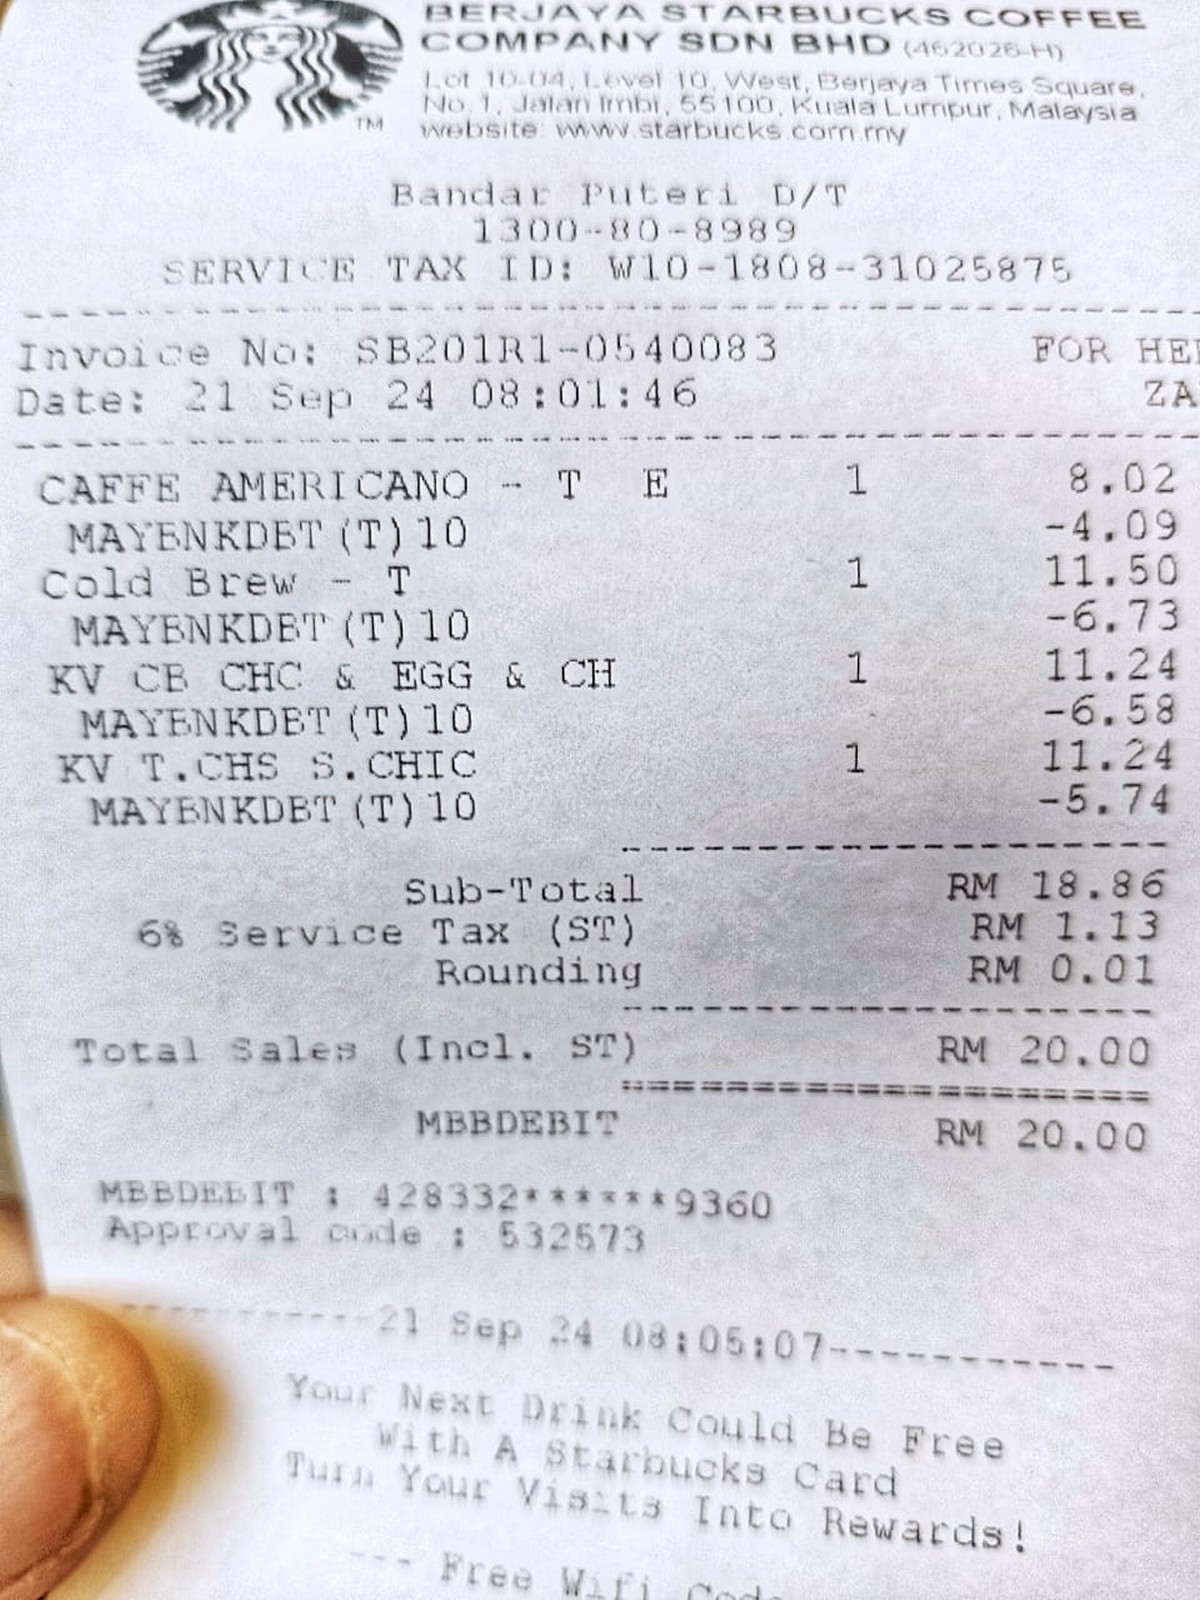 BERJAYA STARBUCKS COFFEE
COMPANY SDN BHD (462026-H)
Lot 10-04, Level 10, West, Berjaya Times Square,
No. 1, Jalan Imbi, 55100, Kuala Lumpur, Malaysia
website: www.starbucks.com.my
TM
Bandar Puteri D/T
1300-80-8989
SERVICE TAX ID: W10-1808-31025875
Invoice No: SB201R1-0540083 FOR HE
Date: 21 Sep 24 08:01:46 ZA
CAFFE AMERICANO - T E 1 8.02
MAYBNKDBT(T)10 -4.09
Cold Brew - T 1 11.50
MAYBNKDBT(T)10 -6.73
KV CB CHC & EGG & CH 1 11.24
MAYBNKDBT(T)10 -6.58
KV T.CHS S.CHIC 1 11.24
MAYBNKDBT(T)10 -5.74
Sub-Total RM 18.86
6% Service Tax (ST) RM 1.13
Rounding RM 0.01
Total Sales (Incl. ST) RM 20.00
MBBDEBIT RM 20.00
MBBDEBIT : 428332******9360
Approval code : 532573
----------21 Sep 24 08:05:07-----------
Your Next Drink Could Be Free
With A Starbucks Card
Turn Your Visits Into Rewards!
--- Free Wifi Code